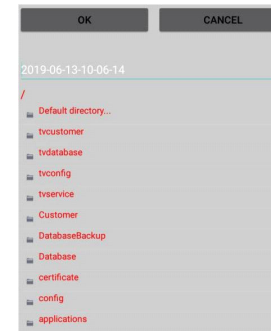 OK CANCEL
2019-06-13-10-06-14
/
Default directory...
tvcustomer
tvdatabase
tvconfig
tvservice
Customer
DatabaseBackup
Database
certificate
config
applications